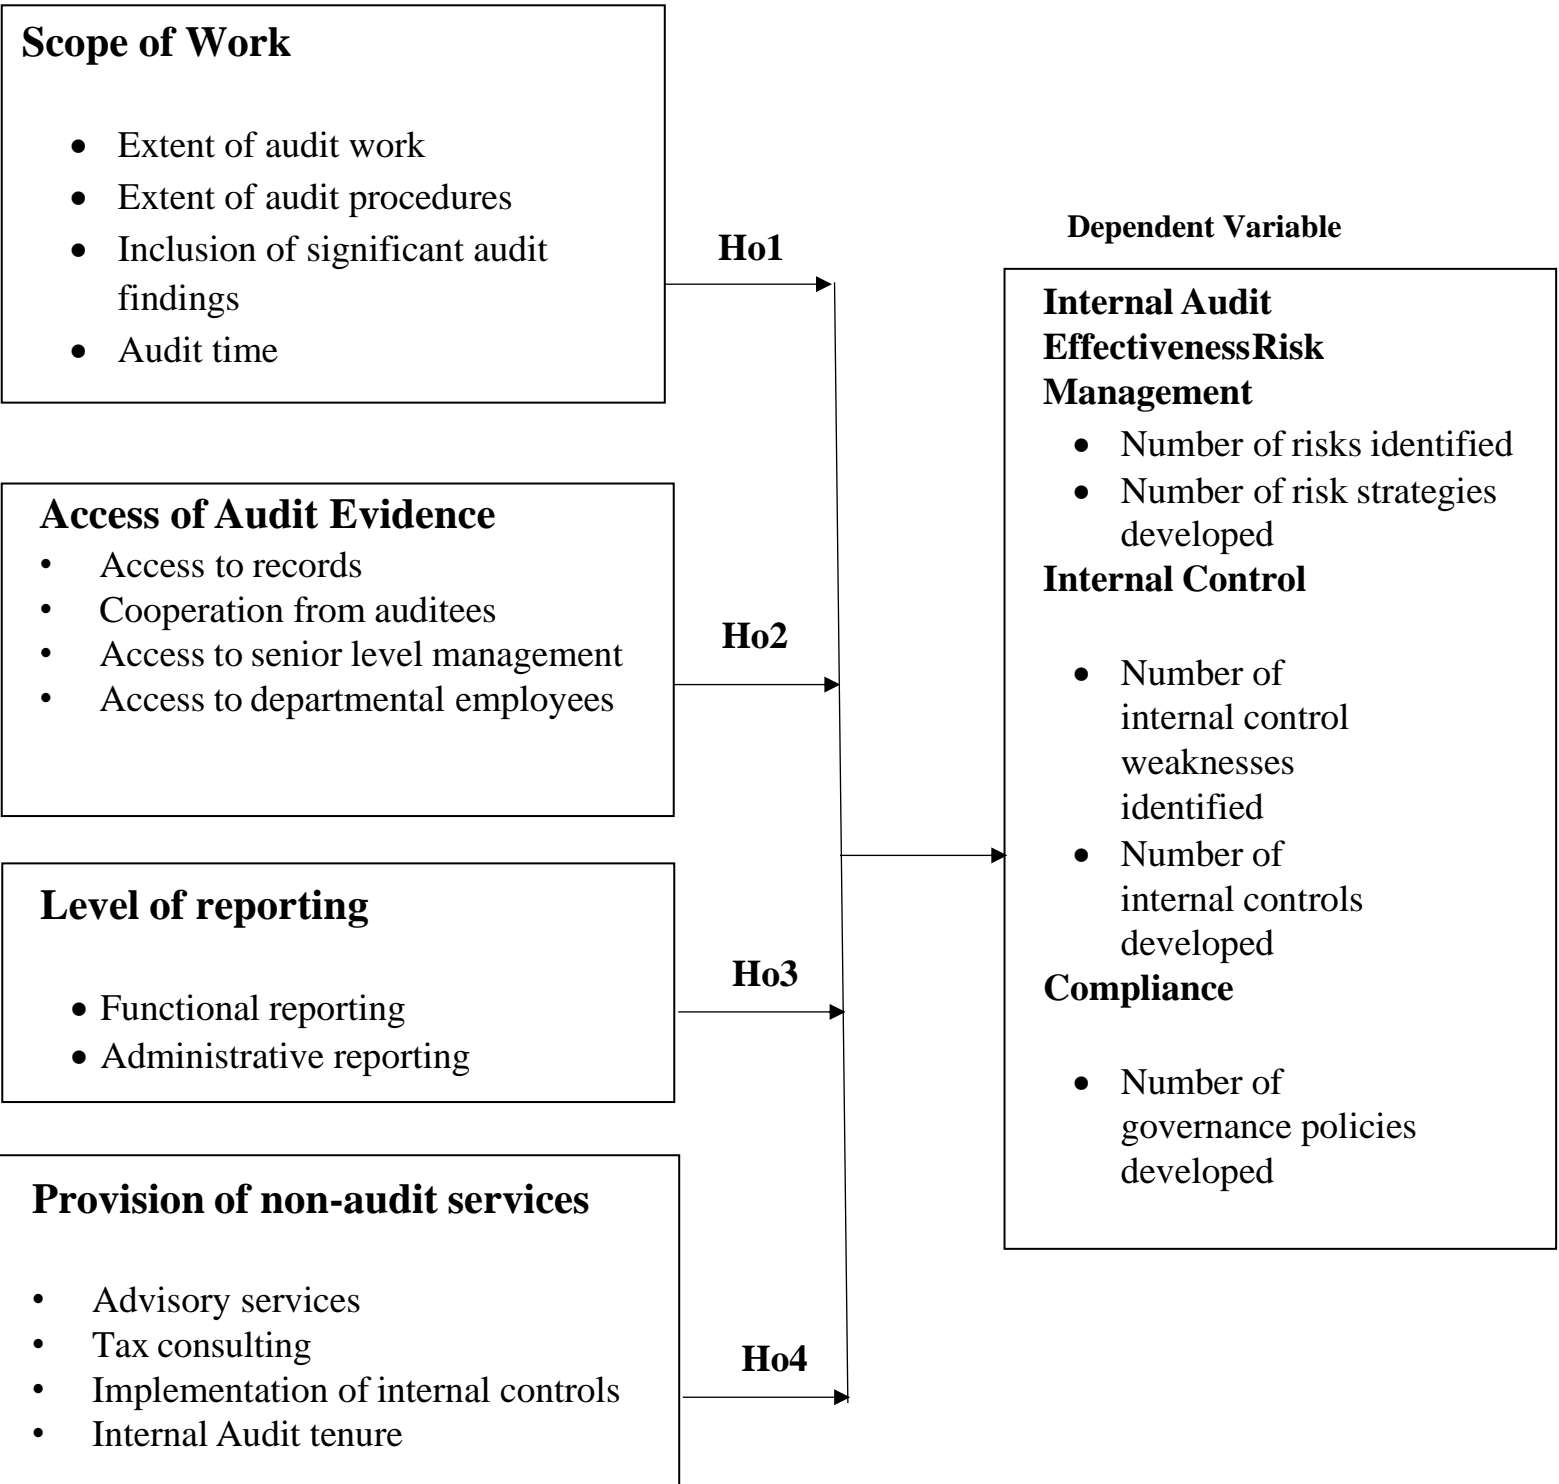 Scope of Work
• Extent of audit work
• Extent of audit procedures
• Inclusion of significant audit
findings
• Audit time
Ho1
Access of Audit Evidence
• Access to records
• Cooperation from auditees
• Access to senior level management
• Access to departmental employees
Ho2
Level of reporting
• Functional reporting
• Administrative reporting
Ho3
Provision of non-audit services
• Advisory services
• Tax consulting
• Implementation of internal controls
• Internal Audit tenure
Ho4
Dependent Variable
Internal Audit
EffectivenessRisk
Management
• Number of risks identified
• Number of risk strategies
developed
Internal Control
• Number of
internal control
weaknesses
identified
• Number of
internal controls
developed
Compliance
• Number of
governance policies
developed